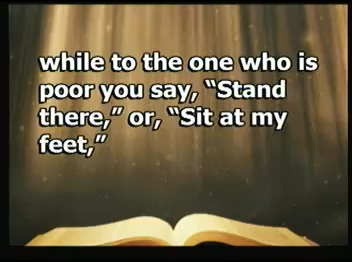 while to the one who is
poor you say, “Stand
there,” or, “Sit at my
feet,”